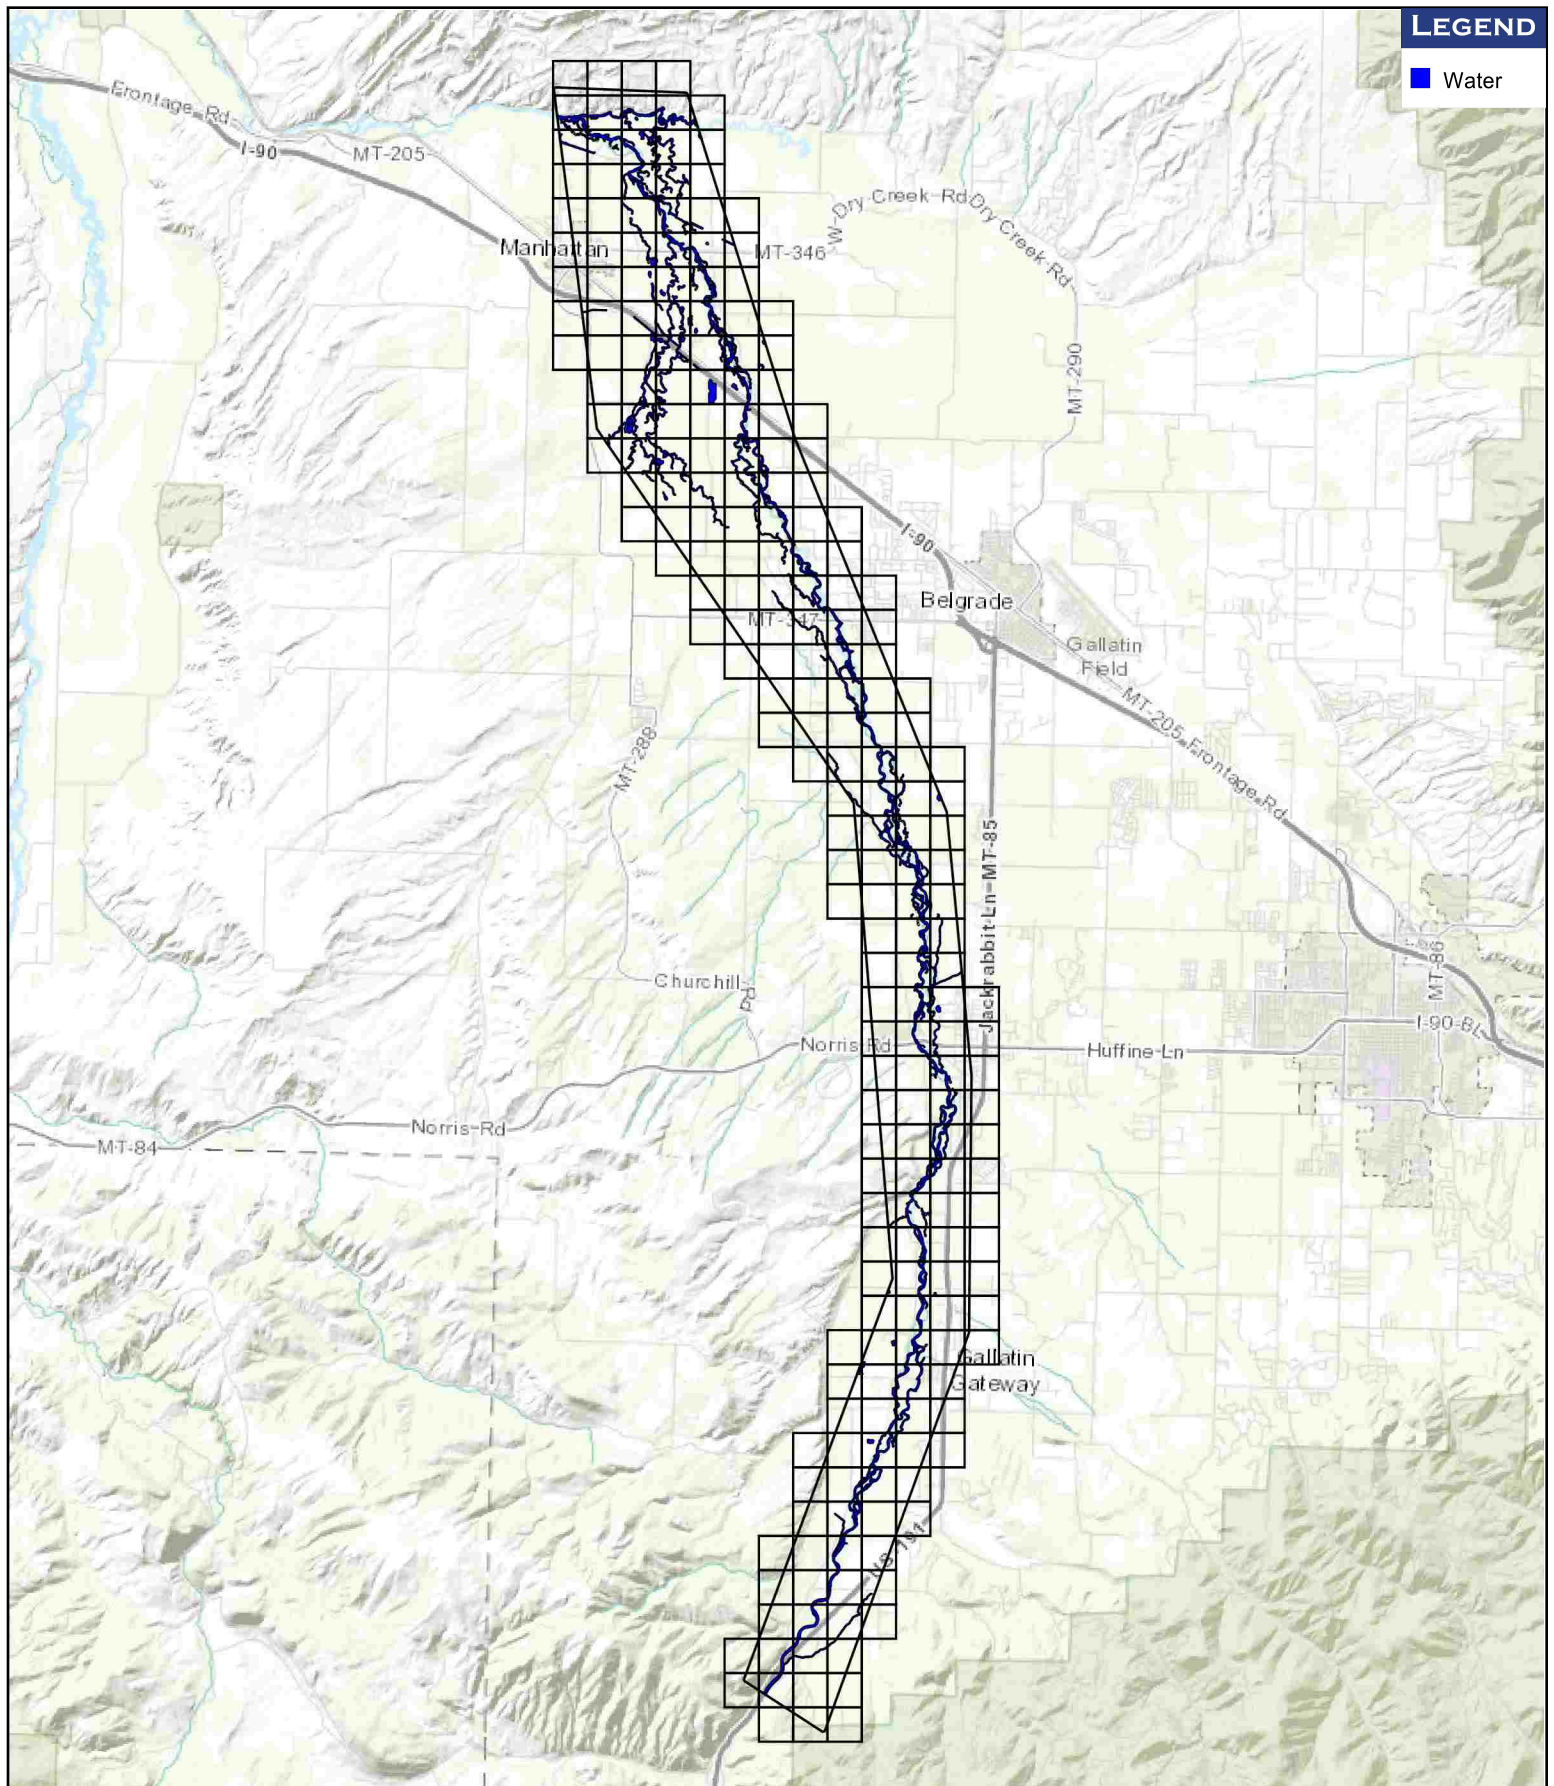 LEGEND
Water
Frontage Rd
I-90
MT-205
W Dry Creek Rd
Dry Creek Rd
Manhattan
MT-346
MT-290
I-90
Belgrade
MT-347
Gallatin
Field
MT-205
Frontage Rd
MT-288
Jackrabbit Ln
MT-85
MT-86
Churchill Rd
I-90-BL
Norris Rd
Huffine Ln
Norris Rd
MT-84
Gallatin
Gateway
US-191